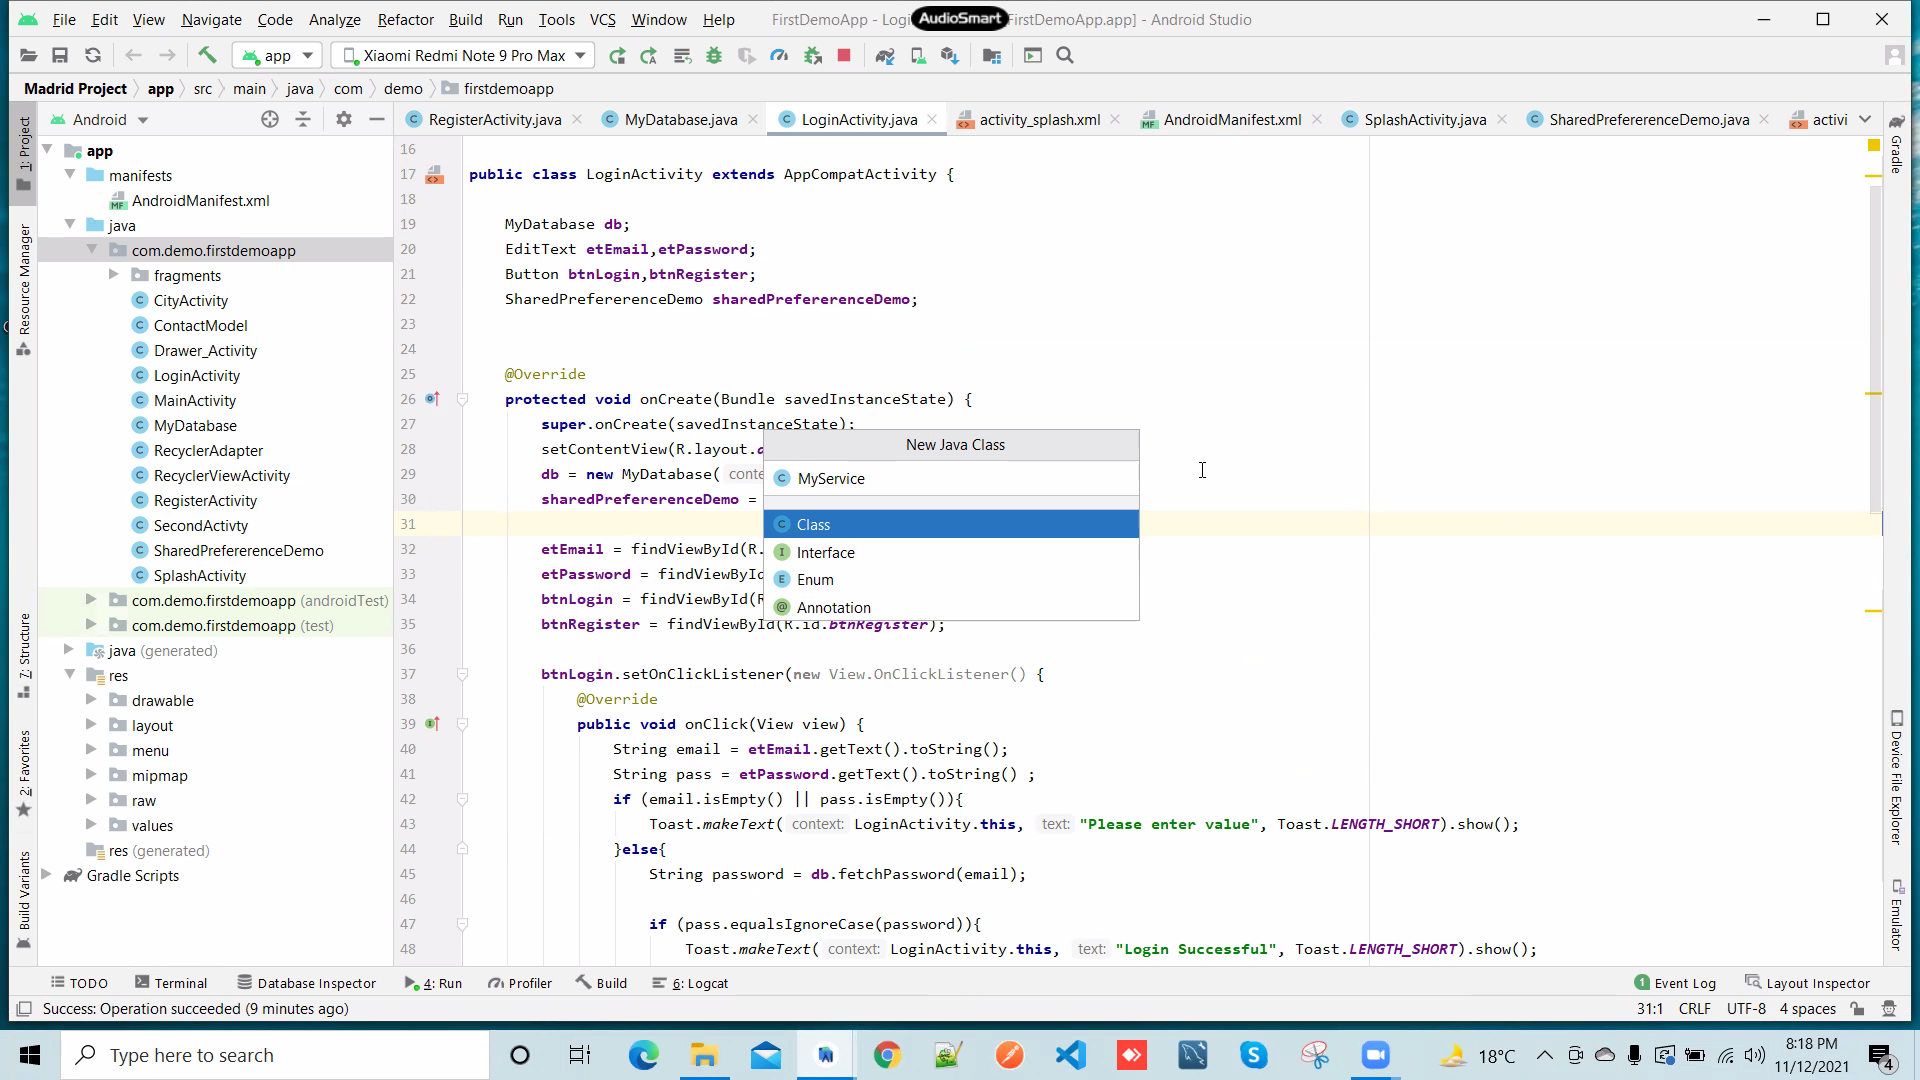 File Edit View Navigate Code Analyze Refactor Build Run Tools VCS Window Help FirstDemoApp - Logi AudioSmart FirstDemoApp.app] - Android Studio
app Xiaomi Redmi Note 9 Pro Max
Madrid Project app src main java com demo firstdemoapp
Android RegisterActivity.java MyDatabase.java LoginActivity.java activity_splash.xml AndroidManifest.xml SplashActivity.java SharedPrefererenceDemo.java activi
1: Project
Resource Manager
7: Structure
2: Favorites
Build Variants
app
manifests
AndroidManifest.xml
java
com.demo.firstdemoapp
fragments
CityActivity
ContactModel
Drawer_Activity
LoginActivity
MainActivity
MyDatabase
RecyclerAdapter
RecyclerViewActivity
RegisterActivity
SecondActivty
SharedPrefererenceDemo
SplashActivity
com.demo.firstdemoapp (androidTest)
com.demo.firstdemoapp (test)
java (generated)
res
drawable
layout
menu
mipmap
raw
values
res (generated)
Gradle Scripts
16
17 public class LoginActivity extends AppCompatActivity {
18
19 MyDatabase db;
20 EditText etEmail,etPassword;
21 Button btnLogin,btnRegister;
22 SharedPrefererenceDemo sharedPrefererenceDemo;
23
24
25 @Override
26 protected void onCreate(Bundle savedInstanceState) {
27 super.onCreate(savedInstanceState);
28 setContentView(R.layout.a
29 db = new MyDatabase( conte
30 sharedPrefererenceDemo =
31
32 etEmail = findViewById(R.
33 etPassword = findViewById
34 btnLogin = findViewById(R
35 btnRegister = findViewById(R.id.btnRegister);
36
37 btnLogin.setOnClickListener(new View.OnClickListener() {
38 @Override
39 public void onClick(View view) {
40 String email = etEmail.getText().toString();
41 String pass = etPassword.getText().toString() ;
42 if (email.isEmpty() || pass.isEmpty()){
43 Toast.makeText( context: LoginActivity.this, text: "Please enter value", Toast.LENGTH_SHORT).show();
44 }else{
45 String password = db.fetchPassword(email);
46
47 if (pass.equalsIgnoreCase(password)){
48 Toast.makeText( context: LoginActivity.this, text: "Login Successful", Toast.LENGTH_SHORT).show();
New Java Class
MyService
Class
Interface
Enum
Annotation
Gradle
Device File Explorer
Emulator
TODO Terminal Database Inspector 4: Run Profiler Build 6: Logcat 1 Event Log Layout Inspector
Success: Operation succeeded (9 minutes ago) 31:1 CRLF UTF-8 4 spaces
Type here to search 18°C 8:18 PM
11/12/2021 4